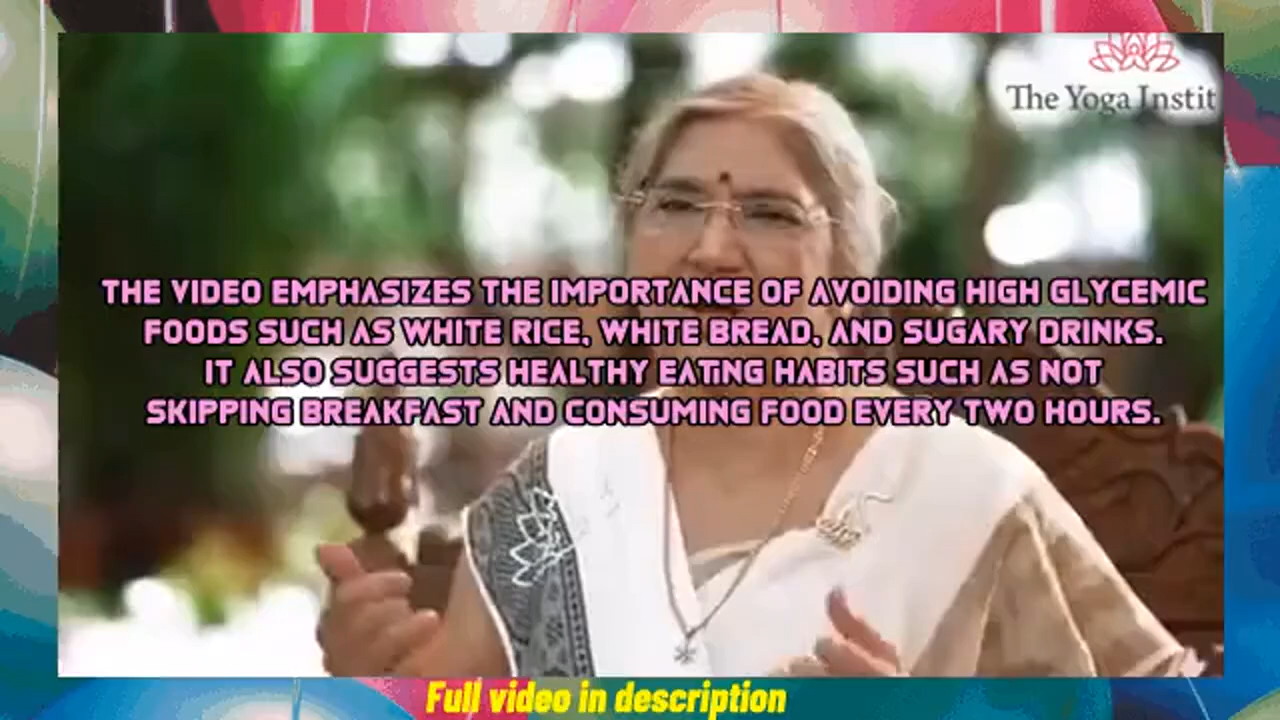 The Yoga Instit
THE VIDEO EMPHASIZES THE IMPORTANCE OF AVOIDING HIGH GLYCEMIC
FOODS SUCH AS WHITE RICE, WHITE BREAD, AND SUGARY DRINKS.
IT ALSO SUGGESTS HEALTHY EATING HABITS SUCH AS NOT
SKIPPING BREAKFAST AND CONSUMING FOOD EVERY TWO HOURS.
Full video in description